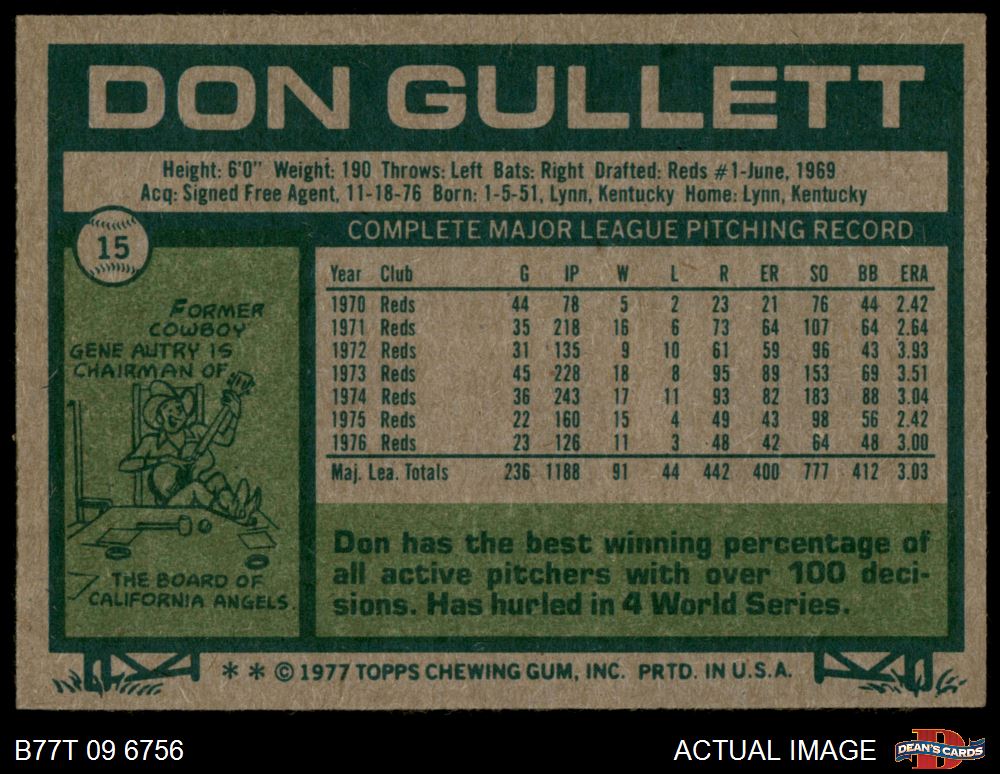 DON GULLETT
Height: 6'0" Weight: 190 Throws: Left Bats: Right Drafted: Reds #1-June, 1969
Acq: Signed Free Agent, 11-18-76 Born: 1-5-51, Lynn, Kentucky Home: Lynn, Kentucky
15
COMPLETE MAJOR LEAGUE PITCHING RECORD
Year Club G IP W L R ER SO BB ERA
1970 Reds 44 78 5 2 23 21 76 44 2.42
1971 Reds 35 218 16 6 73 64 107 64 2.64
1972 Reds 31 135 9 10 61 59 96 43 3.93
1973 Reds 45 228 18 8 95 89 153 69 3.51
1974 Reds 36 243 17 11 93 82 183 88 3.04
1975 Reds 22 160 15 4 49 43 98 56 2.42
1976 Reds 23 126 11 3 48 42 64 48 3.00
Maj. Lea. Totals 236 1188 91 44 442 400 777 412 3.03
FORMER
COWBOY
GENE AUTRY IS
CHAIRMAN OF
THE BOARD OF
CALIFORNIA ANGELS.
Don has the best winning percentage of
all active pitchers with over 100 deci-
sions. Has hurled in 4 World Series.
* * © 1977 TOPPS CHEWING GUM, INC. PRTD. IN U.S.A.
B77T 09 6756
ACTUAL IMAGE
D
DEAN'S CARDS